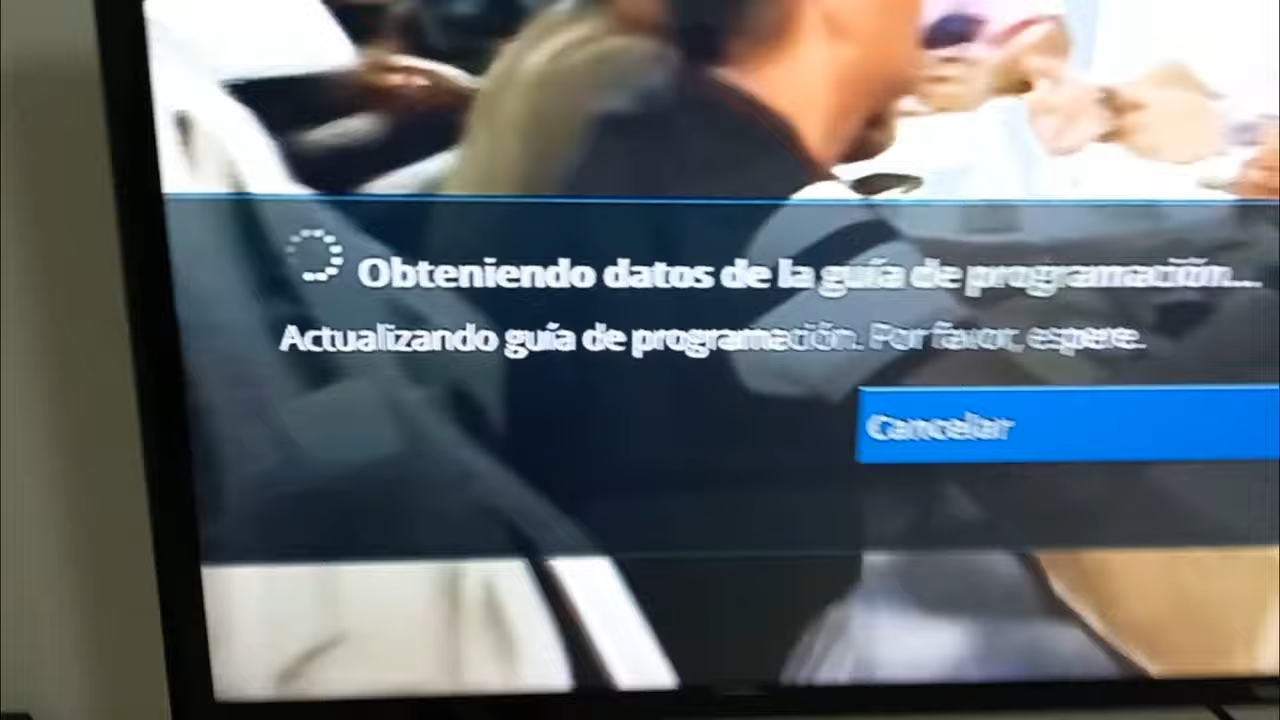 Obteniendo datos de la guía de programación...
Actualizando guía de programación. Por favor, espere.
Cancelar